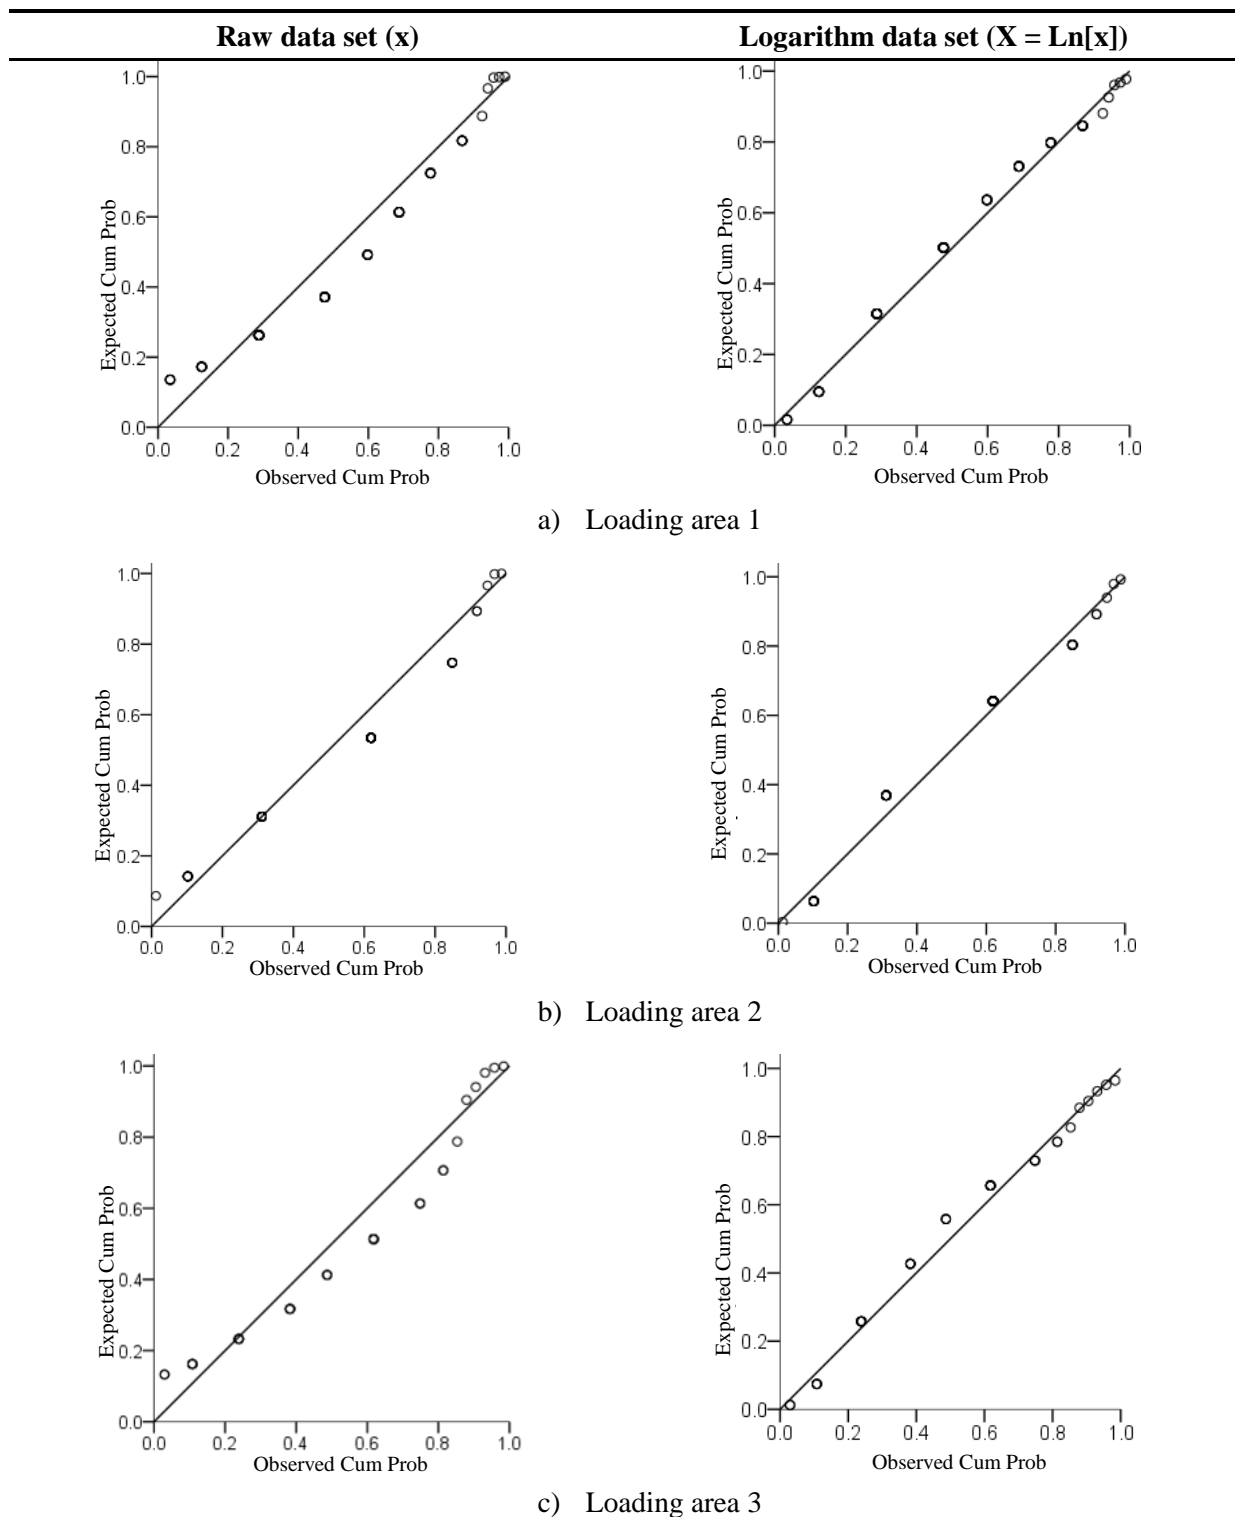 Raw data set (x) Logarithm data set (X = Ln[x])
1.0
0.8
0.6
0.4
0.2
0.0
Expected Cum Prob
0.0 0.2 0.4 0.6 0.8 1.0
Observed Cum Prob
1.0
0.8
0.6
0.4
0.2
0.0
Expected Cum Prob
0.0 0.2 0.4 0.6 0.8 1.0
Observed Cum Prob
a) Loading area 1
1.0
0.8
0.6
0.4
0.2
0.0
Expected Cum Prob
0.0 0.2 0.4 0.6 0.8 1.0
Observed Cum Prob
1.0
0.8
0.6
0.4
0.2
0.0
Expected Cum Prob
0.0 0.2 0.4 0.6 0.8 1.0
Observed Cum Prob
b) Loading area 2
1.0
0.8
0.6
0.4
0.2
0.0
Expected Cum Prob
0.0 0.2 0.4 0.6 0.8 1.0
Observed Cum Prob
1.0
0.8
0.6
0.4
0.2
0.0
Expected Cum Prob
0.0 0.2 0.4 0.6 0.8 1.0
Observed Cum Prob
c) Loading area 3